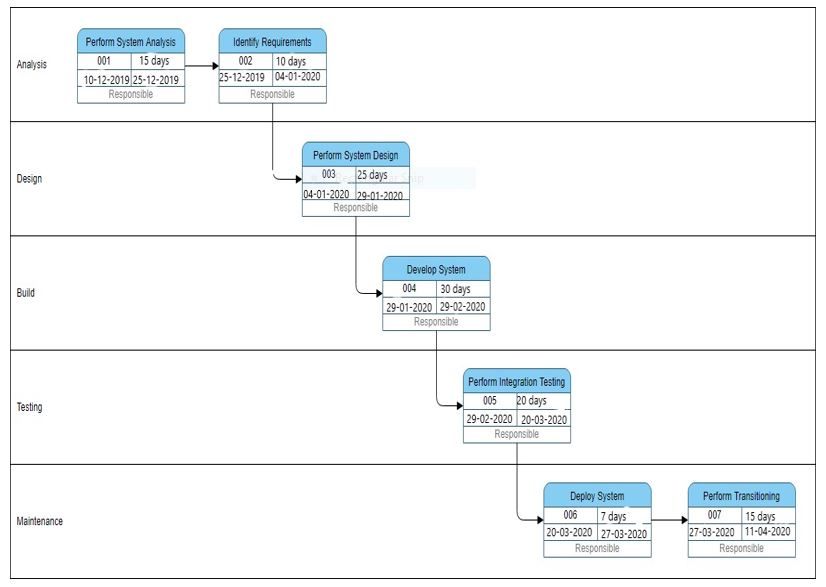 Analysis
Perform System Analysis
001 15 days
10-12-2019 25-12-2019
Responsible
Identify Requirements
002 10 days
25-12-2019 04-01-2020
Responsible
Design
Perform System Design
003 25 days
04-01-2020 29-01-2020
Responsible
Build
Develop System
004 30 days
29-01-2020 29-02-2020
Responsible
Testing
Perform Integration Testing
005 20 days
29-02-2020 20-03-2020
Responsible
Maintenance
Deploy System
006 7 days
20-03-2020 27-03-2020
Responsible
Perform Transitioning
007 15 days
27-03-2020 11-04-2020
Responsible